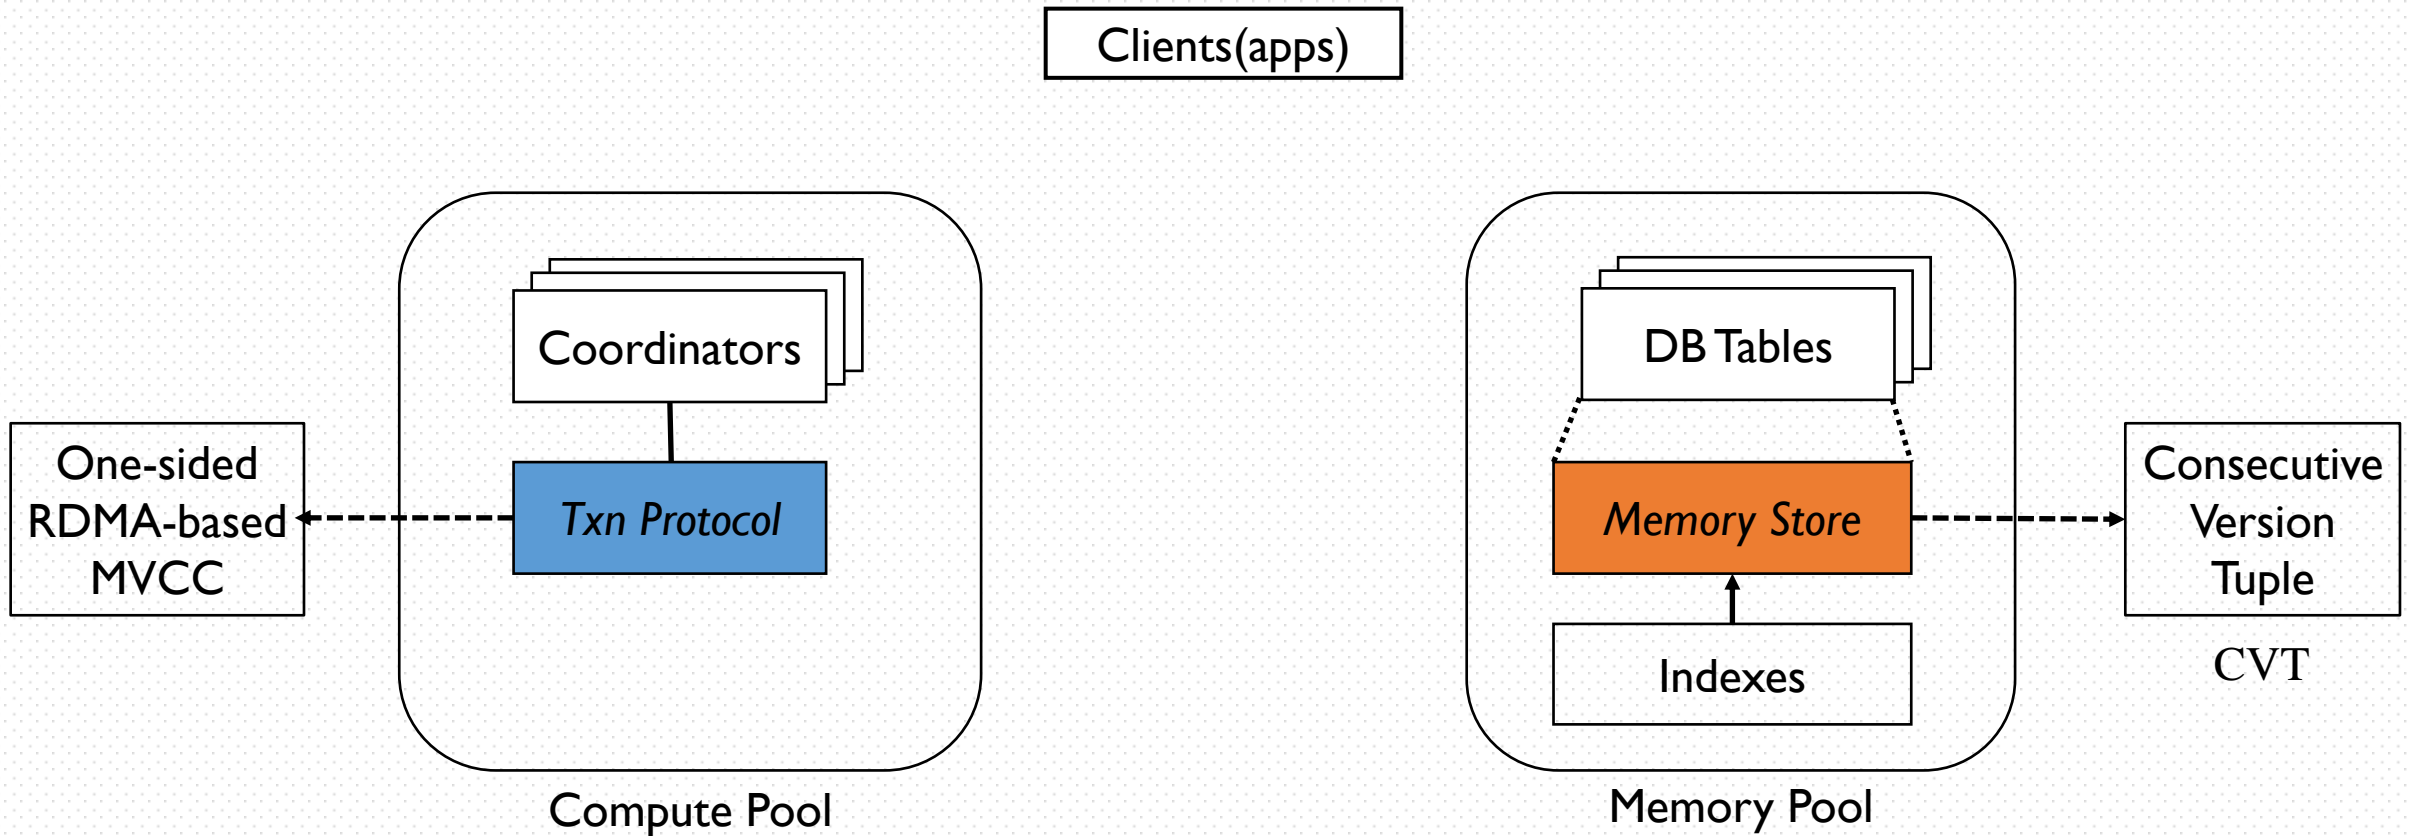 Clients(apps)
Coordinators
Txn Protocol
One-sided
RDMA-based
MVCC
Compute Pool
DB Tables
Memory Store
Indexes
Memory Pool
Consecutive
Version
Tuple
CVT